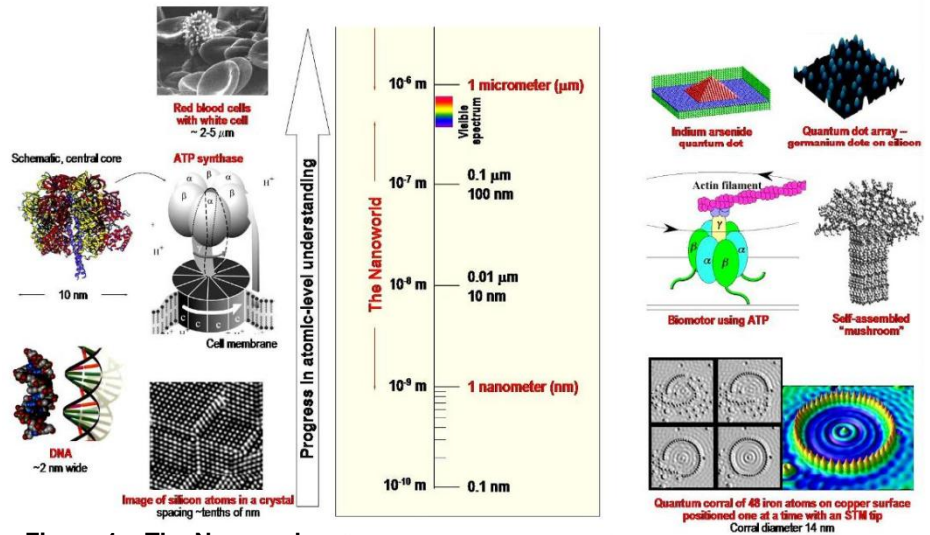 Red blood cells
with white cell
~ 2-5 μm
Schematic, central core
10 nm
ATP synthase
β α β
α β
α
H⁺
H⁺
C C C
Cell membrane
DNA
~2 nm wide
Image of silicon atoms in a crystal
spacing ~tenths of nm
Progress in atomic-level understanding
The Nanoworld
10⁻⁶ m 1 micrometer (μm)
Visible
spectrum
10⁻⁷ m 0.1 μm
100 nm
10⁻⁸ m 0.01 μm
10 nm
10⁻⁹ m 1 nanometer (nm)
10⁻¹⁰ m 0.1 nm
Indium arsenide
quantum dot
Quantum dot array –
germanium dots on silicon
Actin filament
γ
β α β α
Biomotor using ATP
Self-assembled
"mushroom"
Quantum corral of 48 iron atoms on copper surface
positioned one at a time with an STM tip
Corral diameter 14 nm